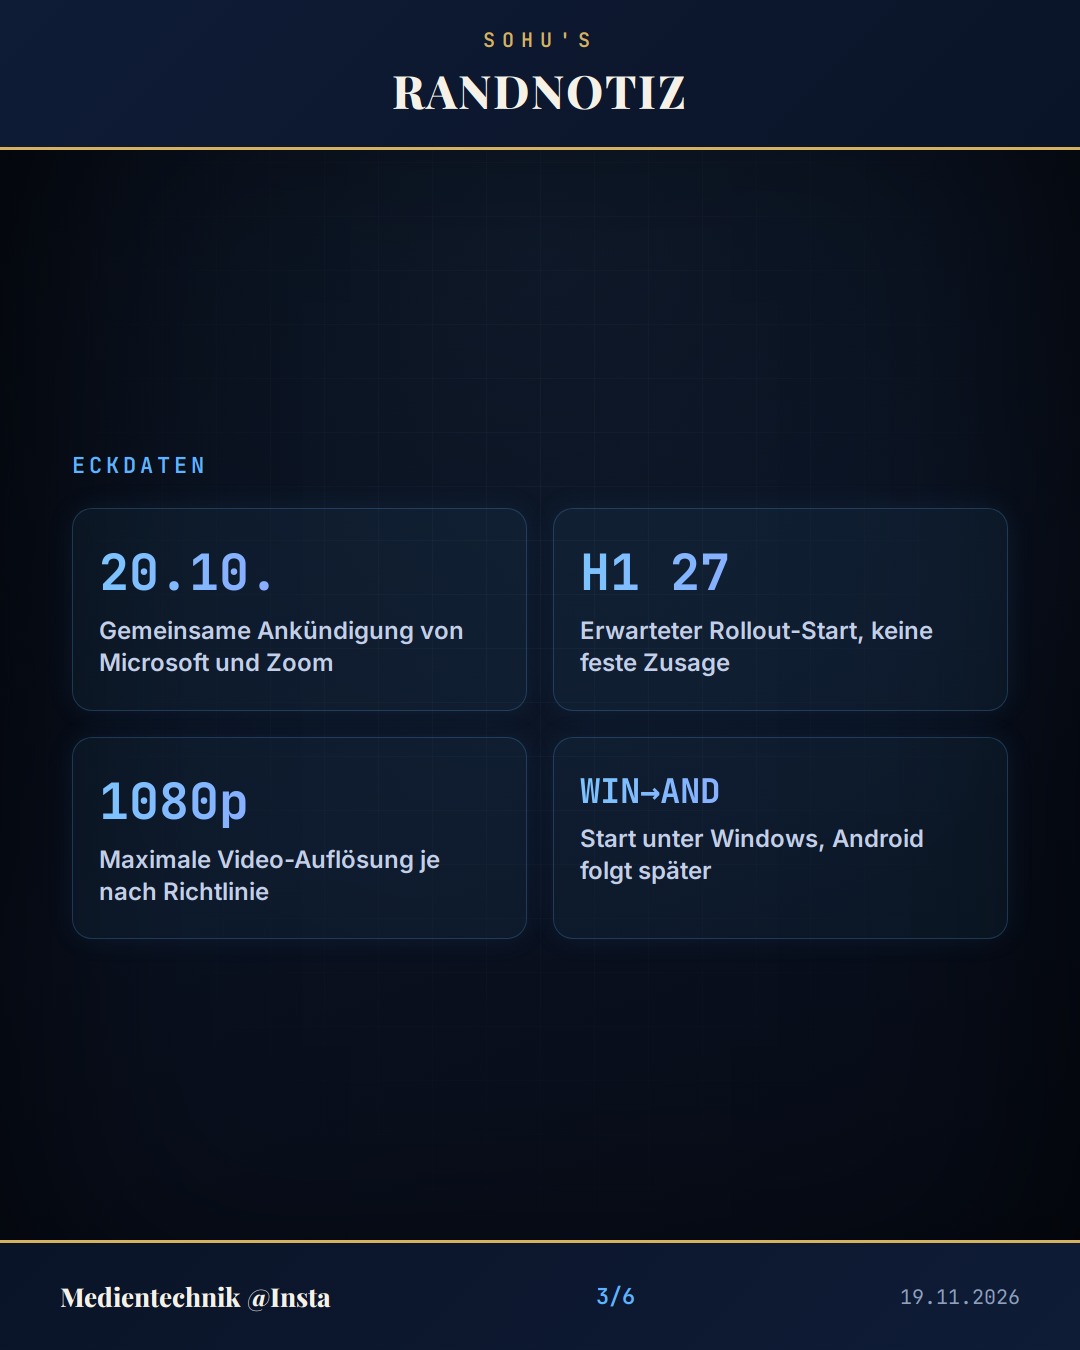 SOHU'S
RANDNOTIZ
ECKDATEN
20.10.
Gemeinsame Ankündigung von
Microsoft und Zoom
H1 27
Erwarteter Rollout-Start, keine
feste Zusage
1080p
Maximale Video-Auflösung je
nach Richtlinie
WIN→AND
Start unter Windows, Android
folgt später
Medientechnik @Insta
3/6
19.11.2026